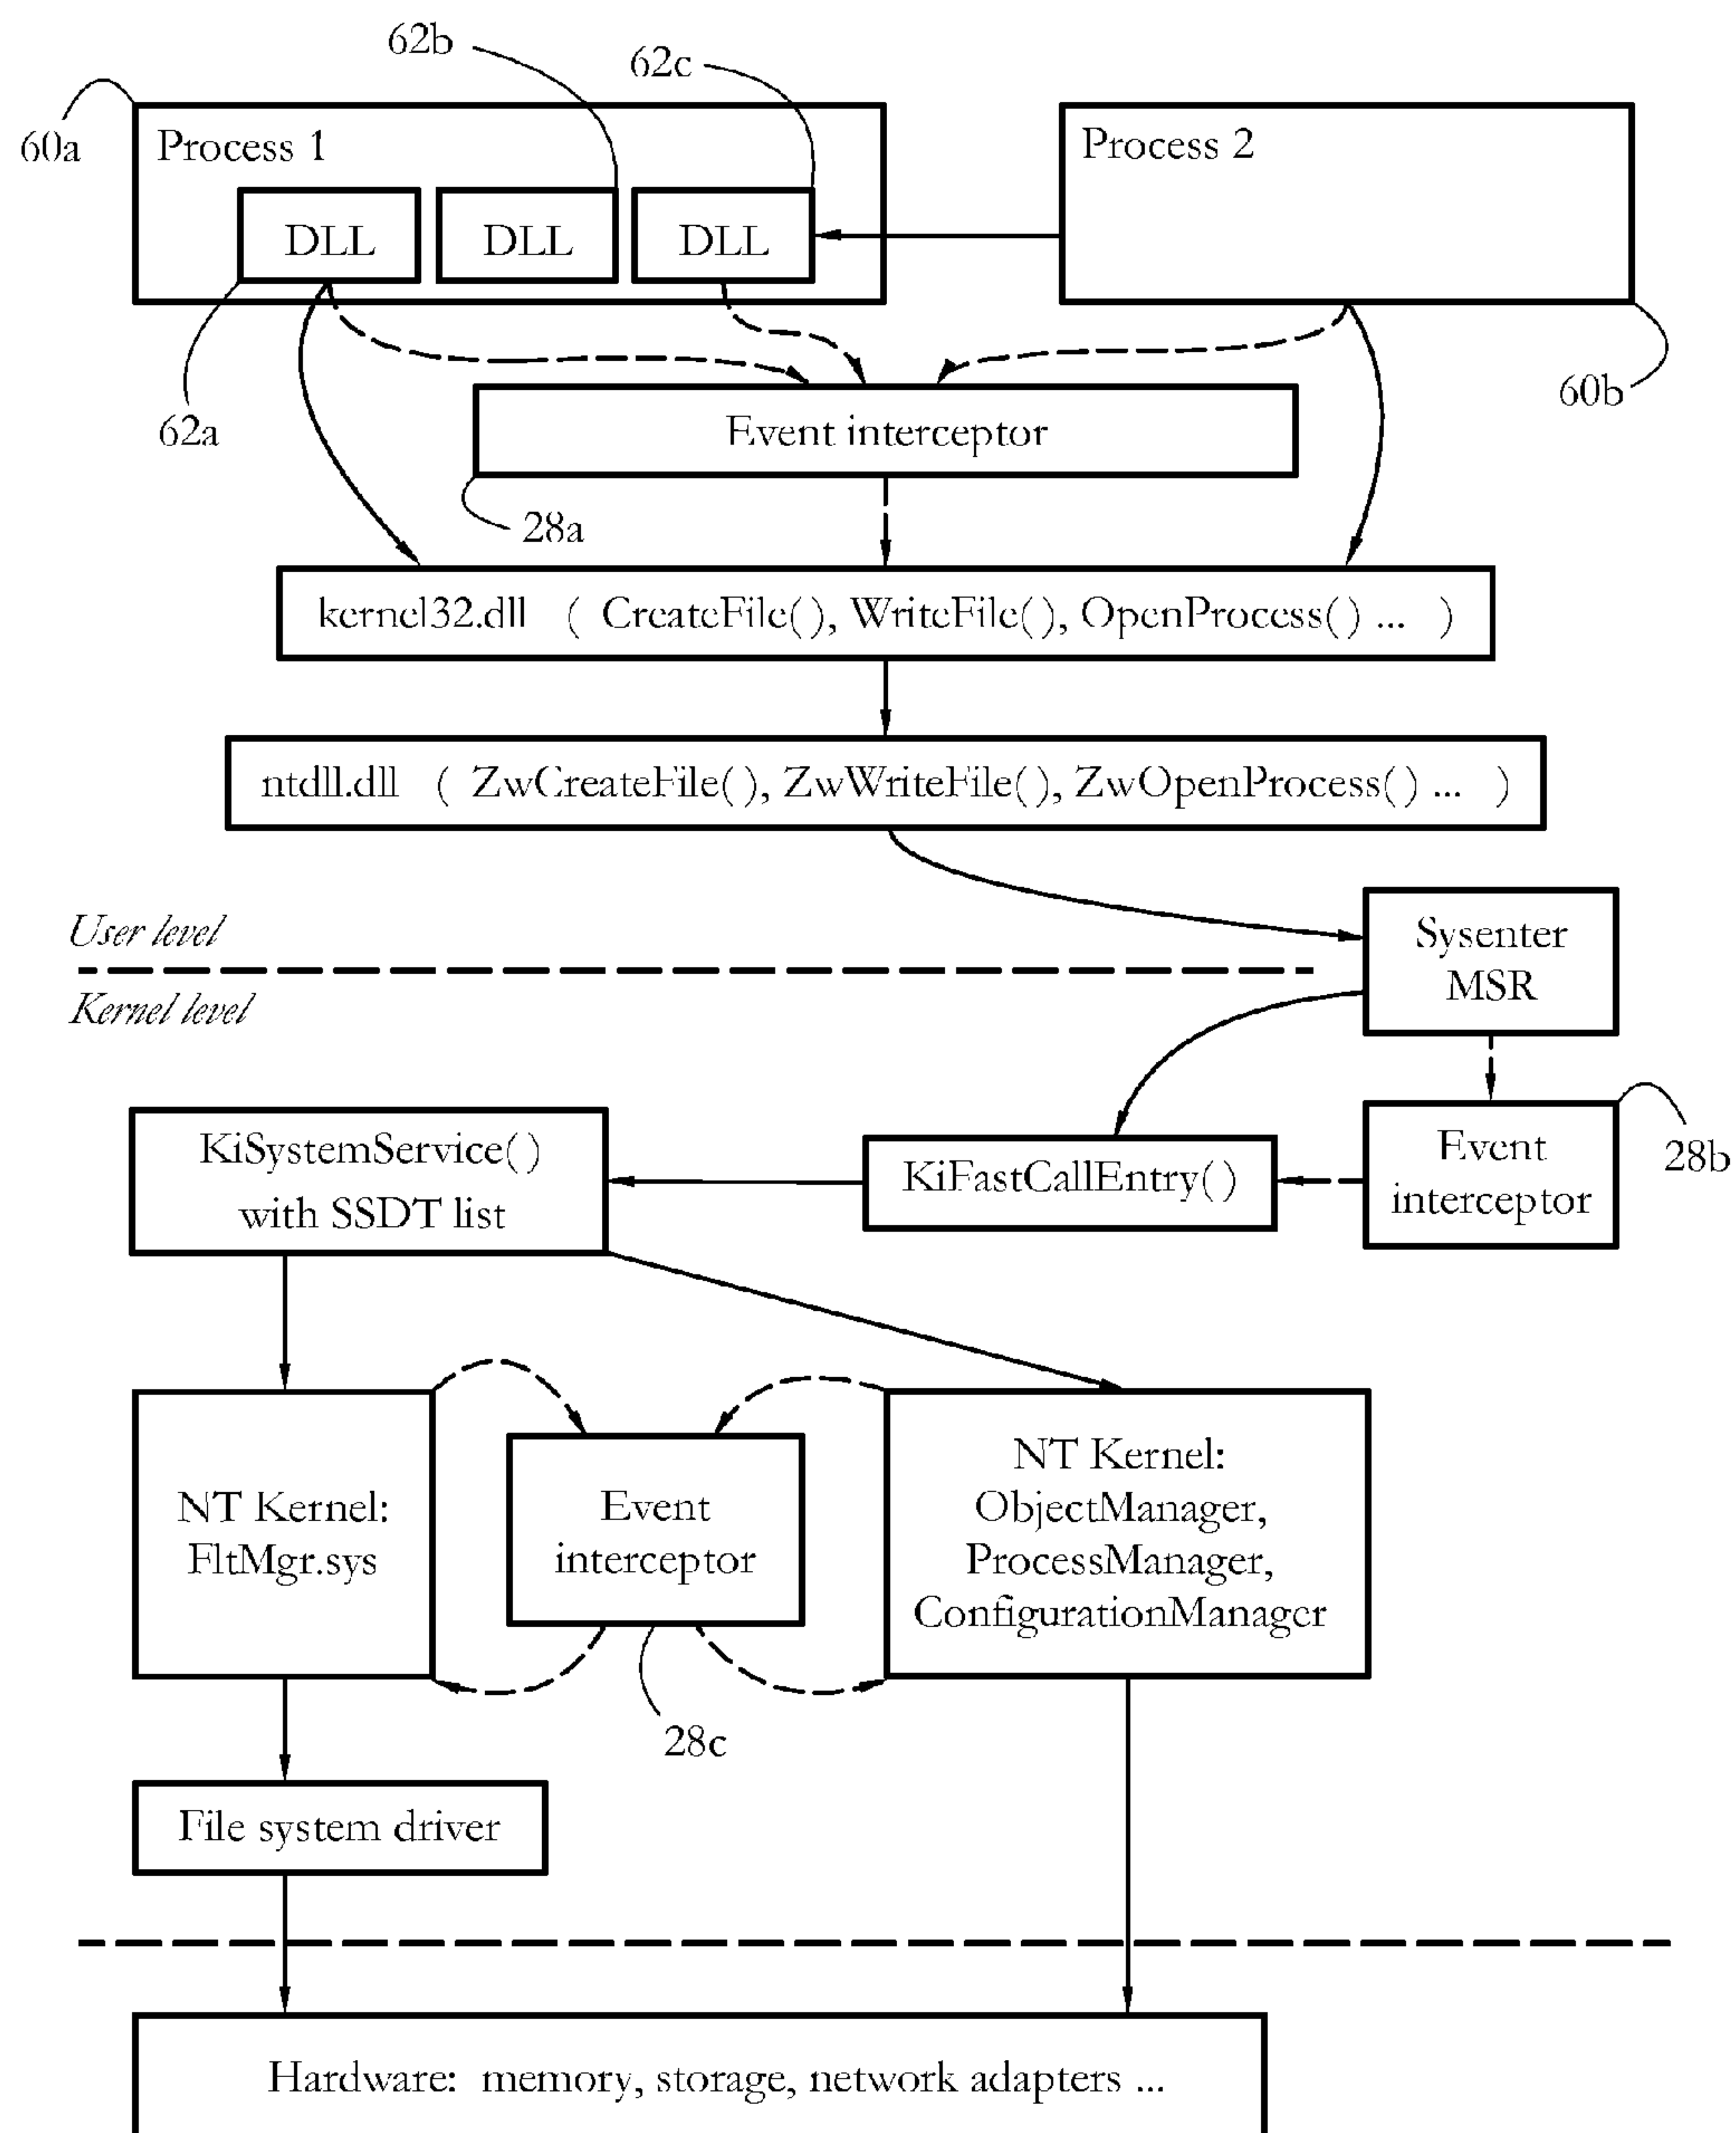 62b
62c
60a
Process 1
Process 2
DLL
DLL
DLL
62a
60b
Event interceptor
28a
kernel32.dll ( CreateFile(), WriteFile(), OpenProcess() ... )
ntdll.dll ( ZwCreateFile(), ZwWriteFile(), ZwOpenProcess() ... )
User level
Kernel level
Sysenter
MSR
KiSystemService()
with SSDT list
KiFastCallEntry()
Event
interceptor
28b
NT Kernel:
FltMgr.sys
Event
interceptor
NT Kernel:
ObjectManager,
ProcessManager,
ConfigurationManager
28c
File system driver
Hardware: memory, storage, network adapters ...